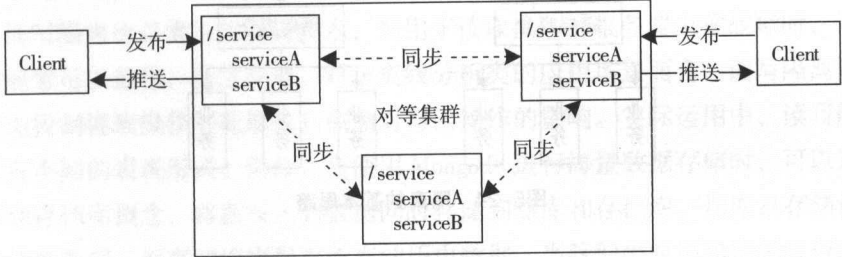 Client
发布
推送
/service
serviceA
serviceB
同步
/service
serviceA
serviceB
发布
推送
Client
对等集群
同步
同步
/service
serviceA
serviceB